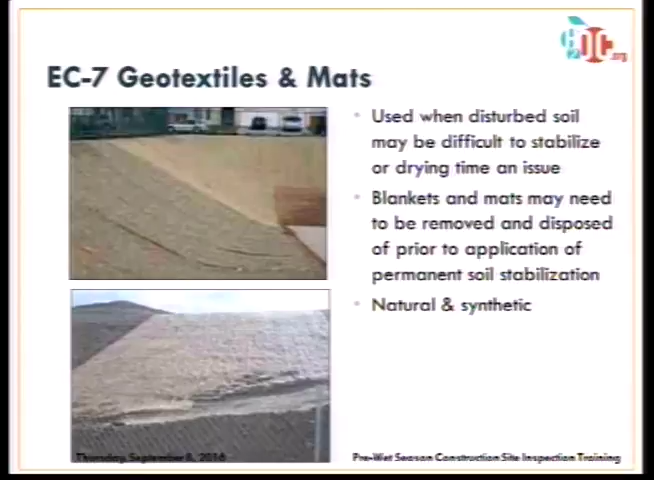 H2OC.org
EC-7 Geotextiles & Mats
Used when disturbed soil
may be difficult to stabilize
or drying time an issue
Blankets and mats may need
to be removed and disposed
of prior to application of
permanent soil stabilization
Natural & synthetic
Thursday, September 8, 2016
Pre-Wet Season Construction Site Inspection Training